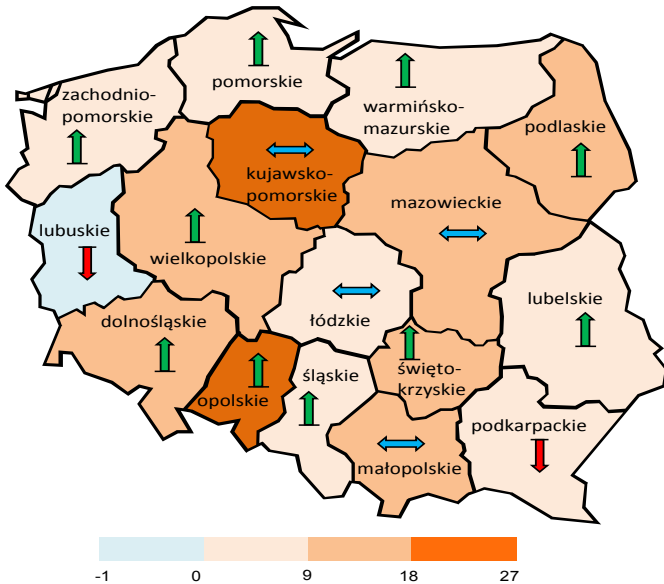 pomorskie
zachodnio-
pomorskie
warmińsko-
mazurskie
podlaskie
kujawsko-
pomorskie
mazowieckie
lubuskie
wielkopolskie
lubelskie
dolnośląskie
łódzkie
święto-
krzyskie
śląskie
opolskie
podkarpackie
małopolskie
-1 0 9 18 27